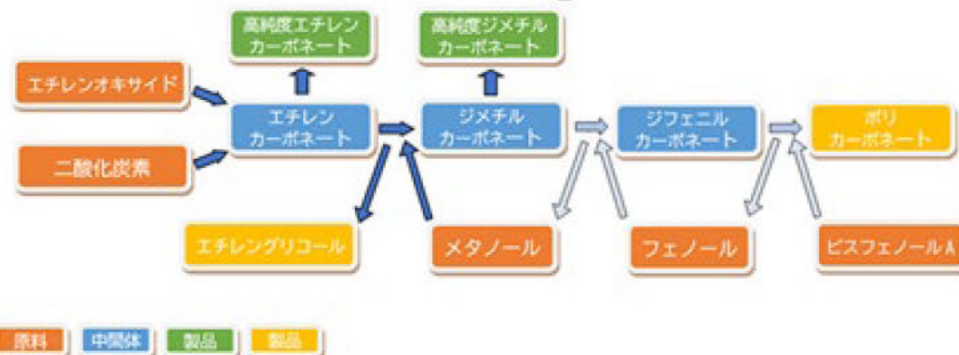 高純度エチレン
カーボネート
高純度ジメチル
カーボネート
エチレンオキサイド
エチレン
カーボネート
ジメチル
カーボネート
ジフェニル
カーボネート
ポリ
カーボネート
二酸化炭素
エチレングリコール
メタノール
フェノール
ビスフェノールA
原料
中間体
製品
製品